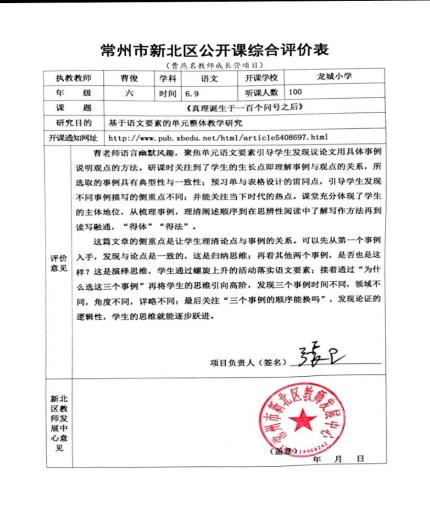 常州市新北区公开课综合评价表
(曹燕名教师成长营项目)
执教教师 曹俊 学科 语文 开课学校 龙城小学
年 级 六 时间 6.9 听课人数 100
课 题 《真理诞生于一百个问号之后》
研究目的 基于语文要素的单元整体教学研究
开课通知网址 http://www.pub.xbedu.net/html/article5408697.html
曹老师语言幽默风趣,聚焦单元语文要素引导学生发现议论文用具体事例
说明观点的方法。研课时关注到了学生的生长点即理解事例与观点的关系,所
选取的事例具有典型性与一致性;预习单与表格设计的雷同点,引导学生发现
不同事例描写的侧重点不同;并能关注当下时代的热点。课堂充分体现了学生
的主体地位,从梳理事例,理清阐述顺序到在思辨性阅读中了解写作方法再到
读写融通,“得体”“得法”。
这篇文章的侧重点是让学生理清论点与事例的关系。可以先从第一个事例
入手,发现与论点是一致的,这是归纳思维;再看其他两个事例,是否也是这
样?这是演绎思维,学生通过螺旋上升的活动落实语文要素;接着通过“为什
么选这三个事例”再将学生的思维引向高阶,发现三个事例时间不同,领域不
同,角度不同,详略不同;最后关注“三个事例的顺序能换吗”,发现论证的
逻辑性,学生的思维就能逐步跃进。
评价
意见
项目负责人(签名)
新北
区教
师发
展中
心意
见
常州市新北区教师发展中心
(盖章)
年 月 日